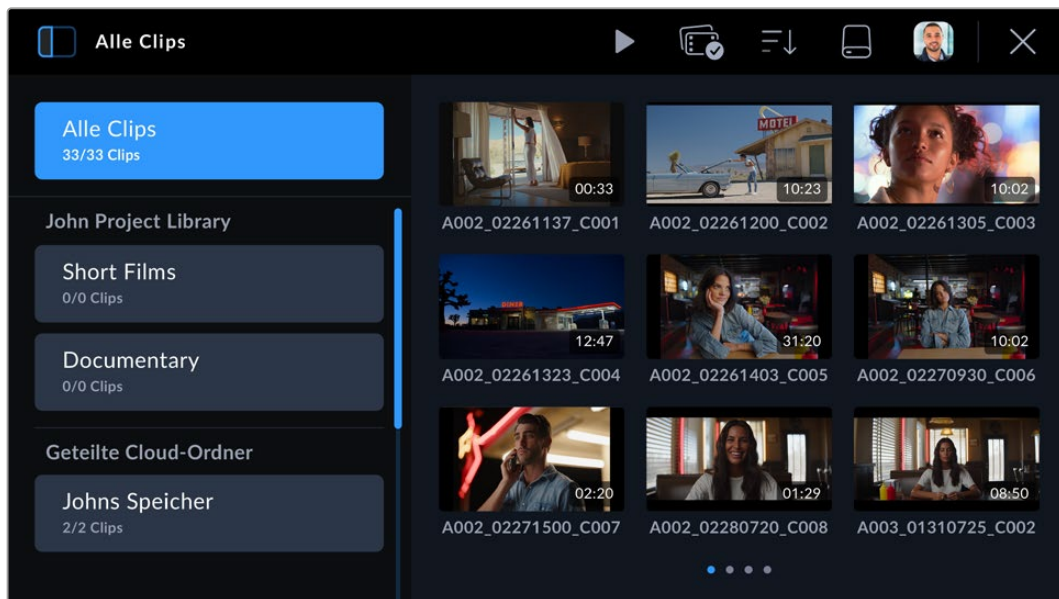 Alle Clips
Alle Clips
33/33 Clips
John Project Library
Short Films
0/0 Clips
Documentary
0/0 Clips
Geteilte Cloud-Ordner
Johns Speicher
2/2 Clips
00:33
MOTEL
10:23
10:02
A002_02261137_C001
A002_02261200_C002
A002_02261305_C003
DINER
12:47
31:20
10:02
A002_02261323_C004
A002_02261403_C005
A002_02270930_C006
02:20
01:29
08:50
A002_02271500_C007
A002_02280720_C008
A003_01310725_C002